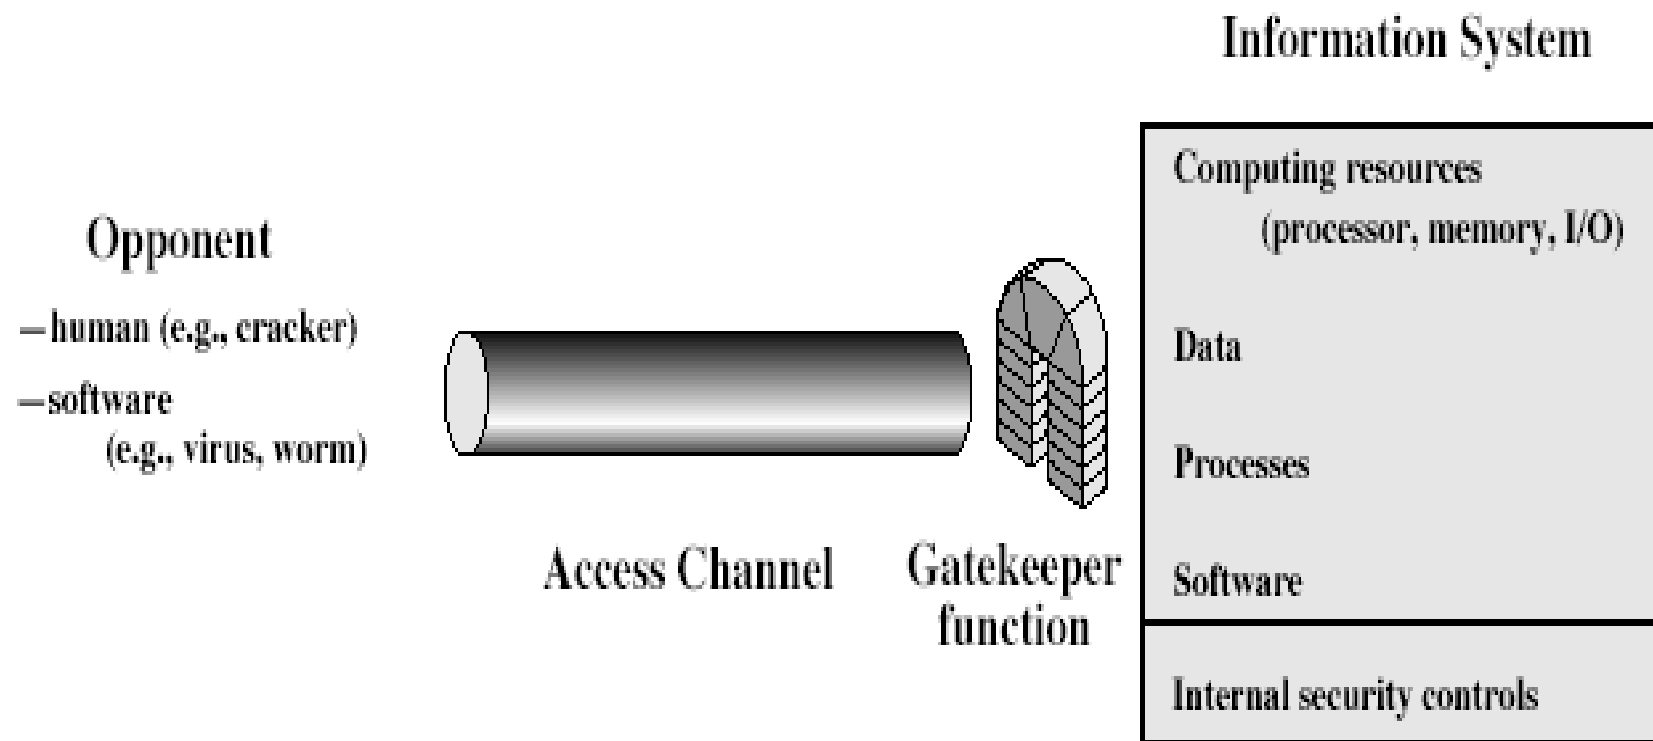 Information System
Opponent
—human (e.g., cracker)
—software
(e.g., virus, worm)
Access Channel
Gatekeeper
function
Computing resources
(processor, memory, I/O)
Data
Processes
Software
Internal security controls